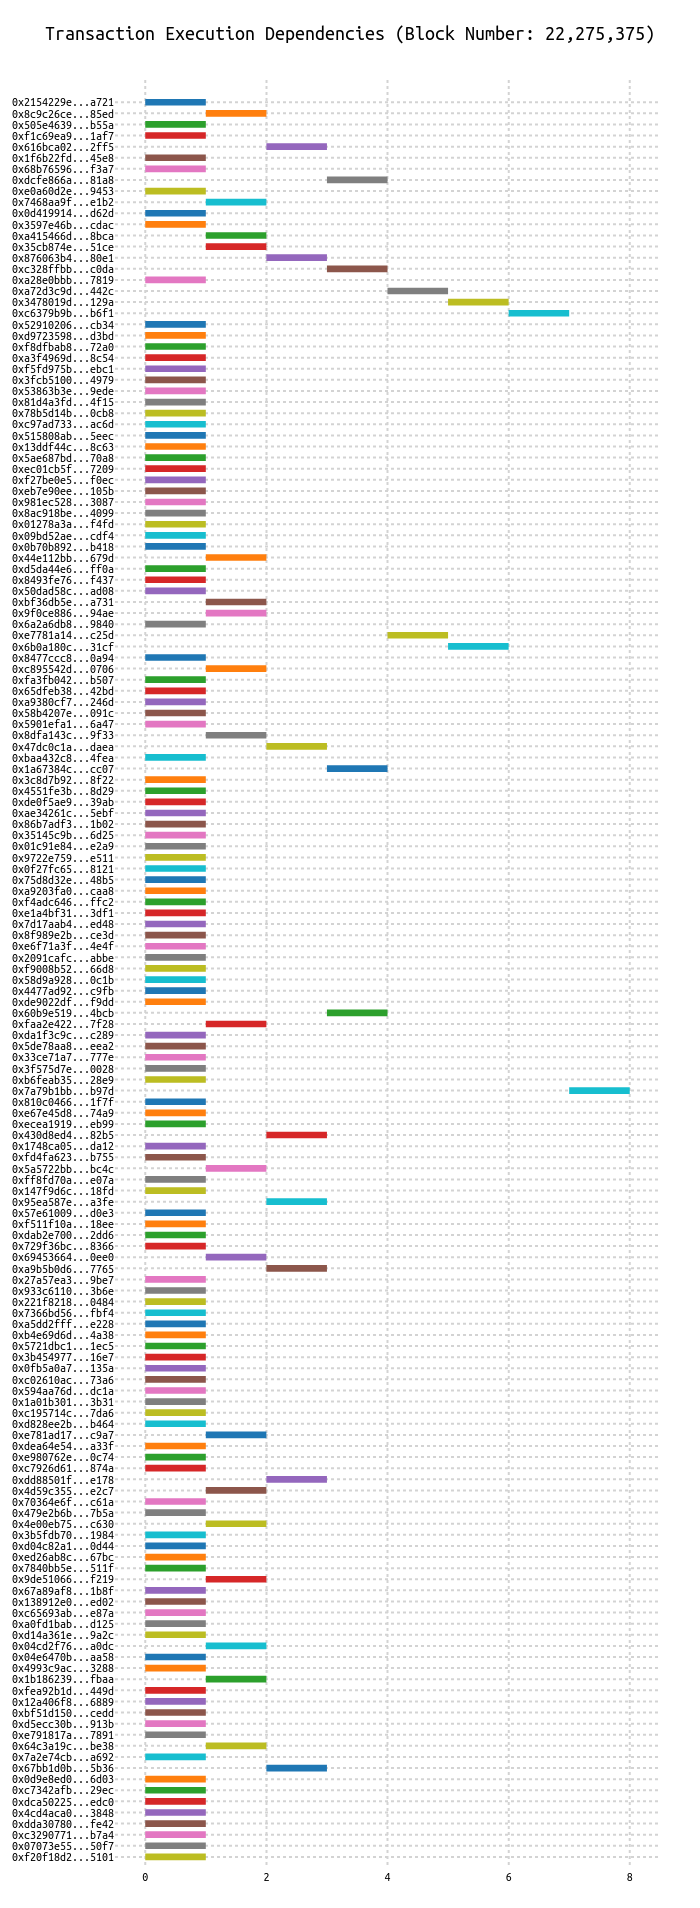 Transaction Execution Dependencies (Block Number: 22,275,375)
0x2154229e...a721
0x8c9c26ce...85ed
0x505e4639...b55a
0xf1c69ea9...1af7
0x616bca02...2ff5
0x1f6b22fd...45e8
0x68b76596...f3a7
0xdcfe866a...81a8
0xe0a60d2e...9453
0x7468aa9f...e1b2
0x0d419914...d62d
0x3597e46b...cdac
0xa415466d...8bca
0x35cb874e...51ce
0x876063b4...80e1
0xc328ffbb...c0da
0xa28e0bbb...7819
0xa72d3c9d...442c
0x3478019d...129a
0xc6379b9b...b6f1
0x52910206...cb34
0xd9723598...d3bd
0xf8dfbab8...72a0
0xa3f4969d...8c54
0xf5fd975b...ebc1
0x3fcb5100...4979
0x53863b3e...9ede
0x81d4a3fd...4f15
0x78b5d14b...0cb8
0xc97ad733...ac6d
0x515808ab...5eec
0x13ddf44c...8c63
0x5ae687bd...70a8
0xec01cb5f...7209
0xf27be0e5...f0ec
0xeb7e90ee...105b
0x981ec528...3087
0x8ac918be...4099
0x01278a3a...f4fd
0x09bd52ae...cdf4
0x0b70b892...b418
0x44e112bb...679d
0xd5da44e6...ff0a
0x8493fe76...f437
0x50dad58c...ad08
0xbf36db5e...a731
0x9f0ce886...94ae
0x6a2a6db8...9840
0xe7781a14...c25d
0x6b0a180c...31cf
0x8477ccc8...0a94
0xc895542d...0706
0xfa3fb042...b507
0x65dfeb38...42bd
0xa9380cf7...246d
0x58b4207e...091c
0x5901efa1...6a47
0x8dfa143c...9f33
0x47dc0c1a...daea
0xbaa432c8...4fea
0x1a67384c...cc07
0x3c8d7b92...8f22
0x4551fe3b...8d29
0xde0f5ae9...39ab
0xae34261c...5ebf
0x86b7adf3...1b02
0x35145c9b...6d25
0x01c91e84...e2a9
0x9722e759...e511
0x0f27fc65...8121
0x75d8d32e...48b5
0xa9203fa0...caa8
0xf4adc646...ffc2
0xe1a4bf31...3df1
0x7d17aab4...ed48
0x8f989e2b...ce3d
0xe6f71a3f...4e4f
0x2091cafc...abbe
0xf9008b52...66d8
0x58d9a928...0c1b
0x4477ad92...c9fb
0xde9022df...f9dd
0x60b9e519...4bcb
0xfaa2e422...7f28
0xda1f3c9c...c289
0x5de78aa8...eea2
0x33ce71a7...777e
0x3f575d7e...0028
0xb6feab35...28e9
0x7a79b1bb...b97d
0x810c0466...1f7f
0xe67e45d8...74a9
0xecea1919...eb99
0x430d8ed4...82b5
0x1748ca05...da12
0xfd4fa623...b755
0x5a5722bb...bc4c
0xff8fd70a...e07a
0x147f9d6c...18fd
0x95ea587e...a3fe
0x57e61009...d0e3
0xf511f10a...18ee
0xdab2e700...2dd6
0x729f36bc...8366
0x69453664...0ee0
0xa9b5b0d6...7765
0x27a57ea3...9be7
0x933c6110...3b6e
0x221f8218...0484
0x7366bd56...fbf4
0xa5dd2fff...e228
0xb4e69d6d...4a38
0x5721dbc1...1ec5
0x3b454977...16e7
0x0fb5a0a7...135a
0xc02610ac...73a6
0x594aa76d...dc1a
0x1a01b301...3b31
0xc195714c...7da6
0xd828ee2b...b464
0xe781ad17...c9a7
0xdea64e54...a33f
0xe980762e...0c74
0xc7926d61...874a
0xdd88501f...e178
0x4d59c355...e2c7
0x70364e6f...c61a
0x479e2b6b...7b5a
0x4e00eb75...c630
0x3b5fdb70...1984
0xd04c82a1...0d44
0xed26ab8c...67bc
0x7840bb5e...511f
0x9de51066...f219
0x67a89af8...1b8f
0x138912e0...ed02
0xc65693ab...e87a
0xa0fd1bab...d125
0xd14a361e...9a2c
0x04cd2f76...a0dc
0x04e6470b...aa58
0x4993c9ac...3288
0x1b186239...fbaa
0xfea92b1d...449d
0x12a406f8...6889
0xbf51d150...cedd
0xd5ecc30b...913b
0xe791817a...7891
0x64c3a19c...be38
0x7a2e74cb...a692
0x67bb1d0b...5b36
0x0d9e8ed0...6d03
0xc7342afb...29ec
0xdca50225...edc0
0x4cd4aca0...3848
0xdda30780...fe42
0xc3290771...b7a4
0x07073e55...50f7
0xf20f18d2...5101
0 2 4 6 8